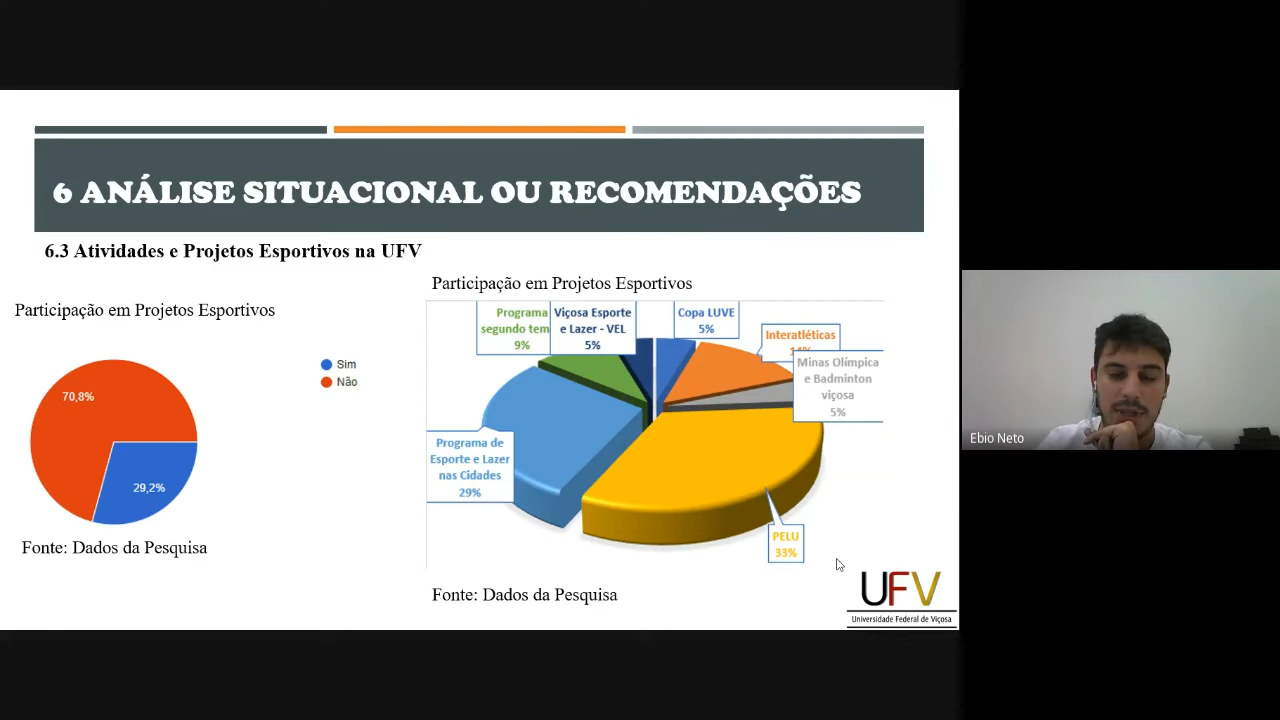 6 ANÁLISE SITUACIONAL OU RECOMENDAÇÕES
6.3 Atividades e Projetos Esportivos na UFV
Participação em Projetos Esportivos
Sim
Não
70,8%
29,2%
Fonte: Dados da Pesquisa
Participação em Projetos Esportivos
Programa
segundo tem
9%
Viçosa Esporte
e Lazer - VEL
5%
Copa LUVE
5%
Interatléticas
Minas Olímpica
e Badminton
viçosa
5%
Programa de
Esporte e Lazer
nas Cidades
29%
PELU
33%
Fonte: Dados da Pesquisa
UFV
Universidade Federal de Viçosa
Ebio Neto